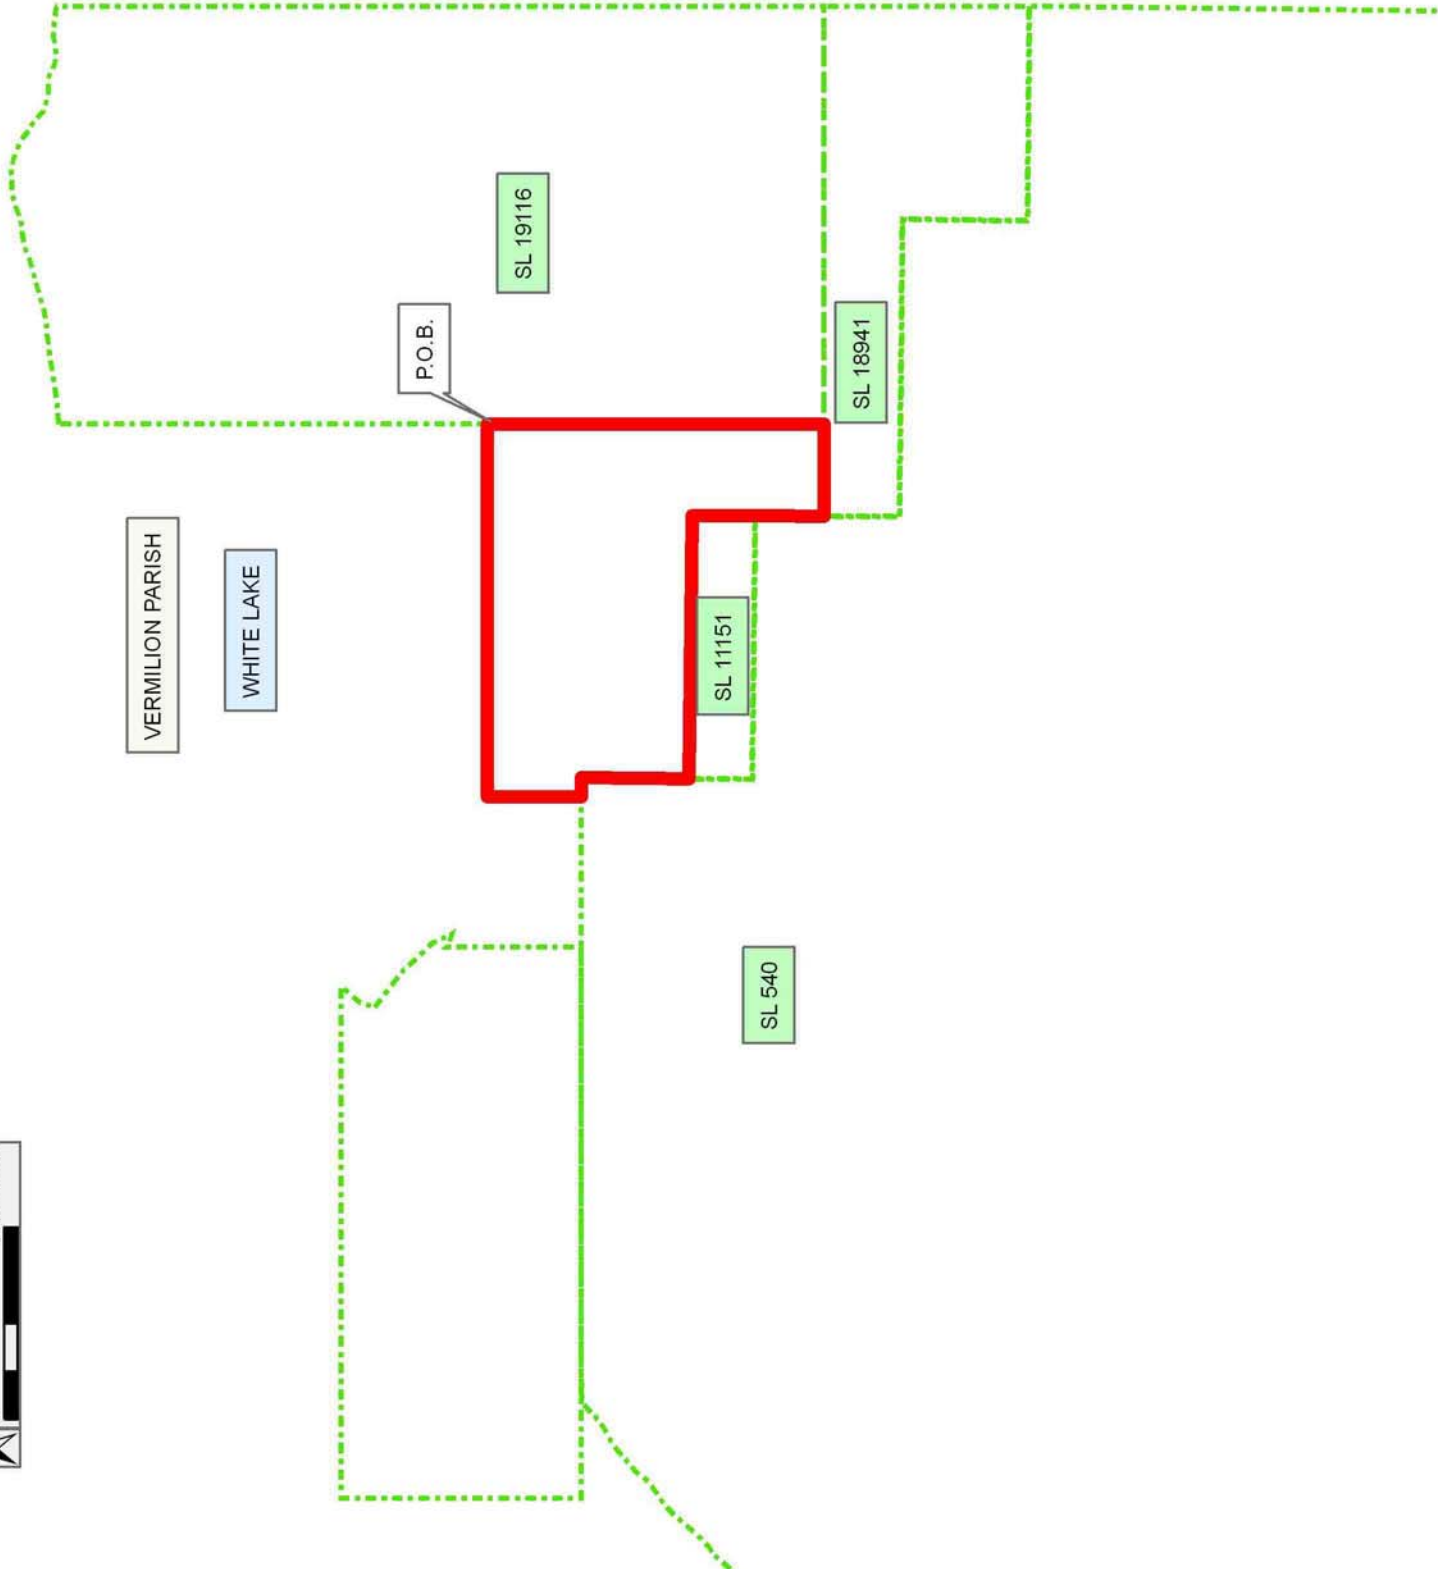 VERMILION PARISH
WHITE LAKE
P.O.B.
SL 19116
SL 11151
SL 540
SL 18941